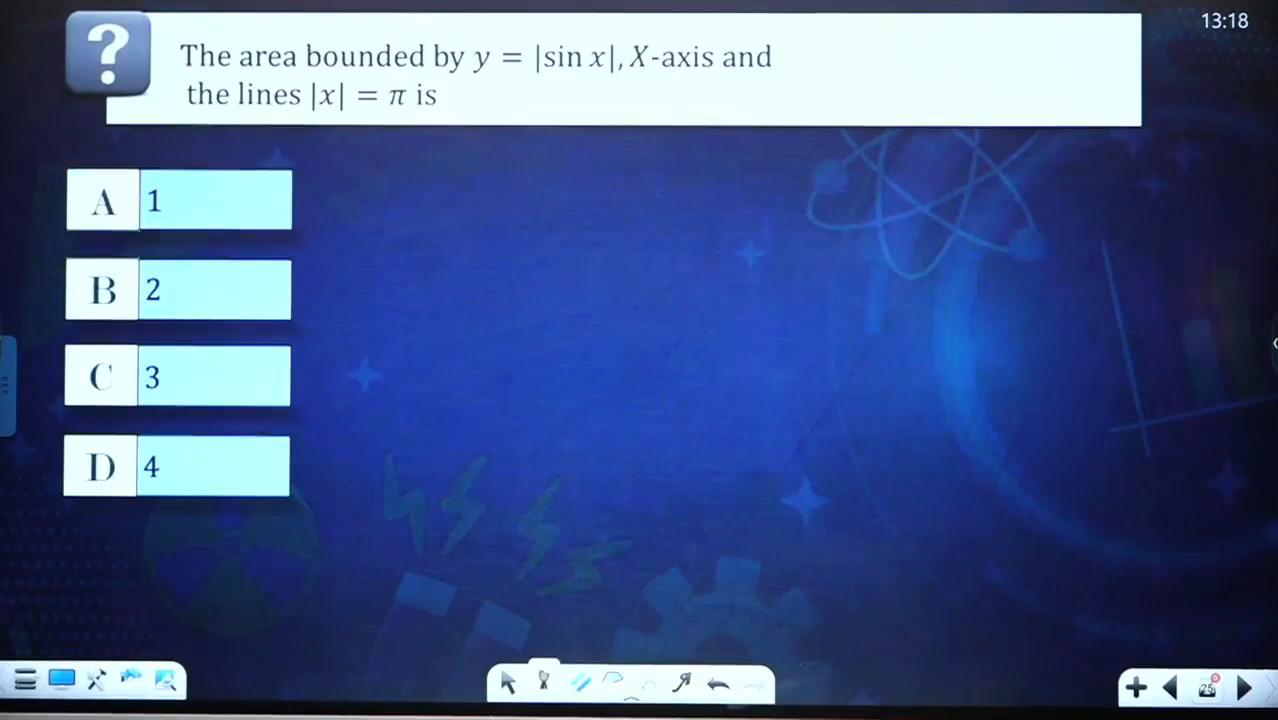 13:18
?
The area bounded by y = |sin x|, X-axis and
the lines |x| = π is
A 1
B 2
C 3
D 4